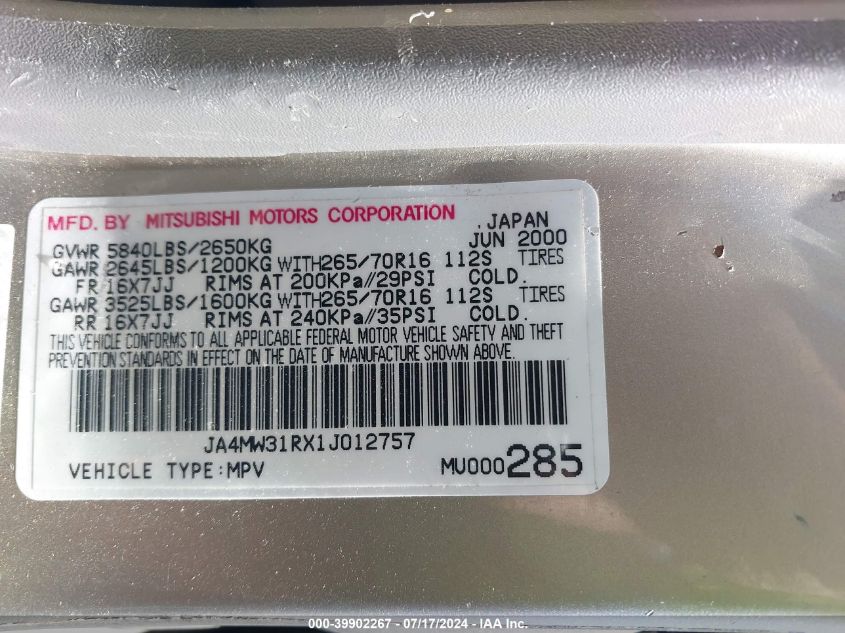 MFD. BY MITSUBISHI MOTORS CORPORATION , JAPAN
GVWR 5840LBS/2650KG JUN 2000
GAWR 2645LBS/1200KG WITH265/70R16 112S TIRES
FR 16X7JJ RIMS AT 200KPa//29PSI COLD.
GAWR 3525LBS/1600KG WITH265/70R16 112S TIRES
RR 16X7JJ RIMS AT 240KPa//35PSI COLD.
THIS VEHICLE CONFORMS TO ALL APPLICABLE FEDERAL MOTOR VEHICLE SAFETY AND THEFT
PREVENTION STANDARDS IN EFFECT ON THE DATE OF MANUFACTURE SHOWN ABOVE.
JA4MW31RX1J012757
VEHICLE TYPE:MPV MU000285
000-39902267 - 07/17/2024 - IAA Inc.